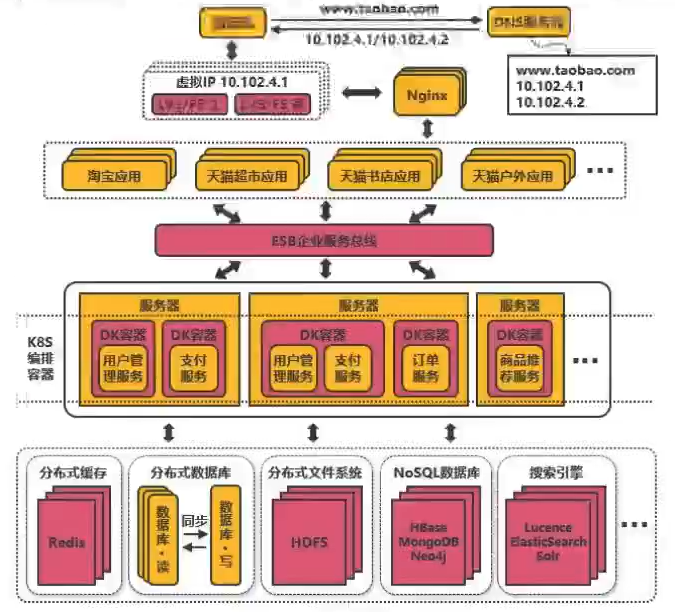 www.taobao.com
DNS服务器
10.102.4.1/10.102.4.2
www.taobao.com
10.102.4.1
10.102.4.2
虚拟IP 10.102.4.1
Nginx
淘宝应用
天猫超市应用
天猫书店应用
天猫户外应用
•••
ESB企业服务总线
K8S
编排
容器
服务器
DK容器
用户管
理服务
DK容器
支付
服务
服务器
DK容器
用户管
理服务
支付
服务
DK容器
订单
服务
服务器
DK容器
商品推
荐服务
•••
分布式缓存
Redis
分布式数据库
数据库·读
同步
数据库·写
分布式文件系统
HDFS
NoSQL数据库
HBase
MongoDB
Neo4j
搜索引擎
Lucence
ElasticSearch
Solr
•••